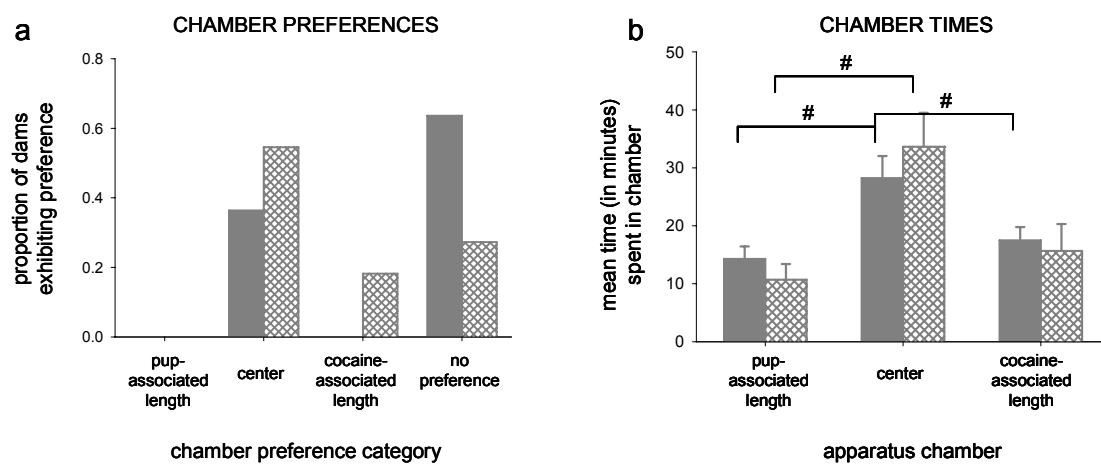 a
CHAMBER PREFERENCES
proportion of dams
exhibiting preference
0.8
0.6
0.4
0.2
0.0
pup-
associated
length
center
cocaine-
associated
length
no
preference
chamber preference category
b
CHAMBER TIMES
mean time (in minutes)
spent in chamber
50
40
30
20
10
0
#
#
#
pup-
associated
length
center
cocaine-
associated
length
apparatus chamber